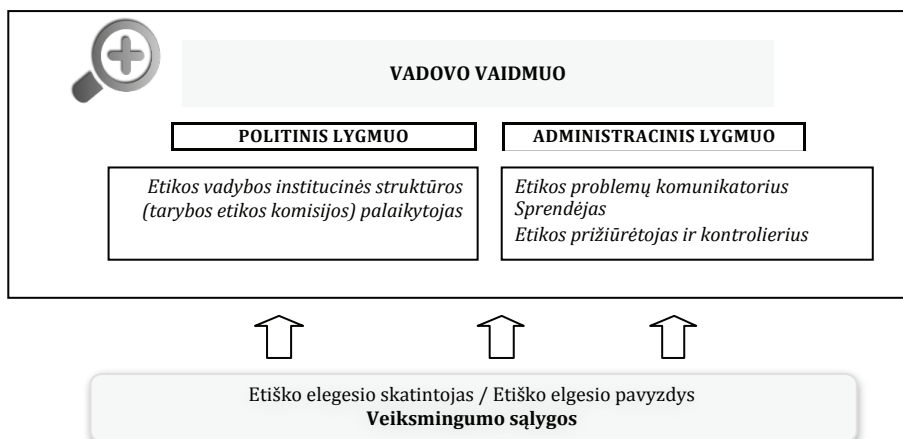 VADOVO VAIDMUO
POLITINIS LYGMUO
ADMINISTRACINIS LYGMUO
Etikos vadybos institucinės struktūros
(tarybos etikos komisijos) palaikytojas
Etikos problemų komunikatorius
Sprendėjas
Etikos prižiūrėtojas ir kontrolierius
Etiško elegesio skatintojas / Etiško elgesio pavyzdys
Veiksmingumo sąlygos